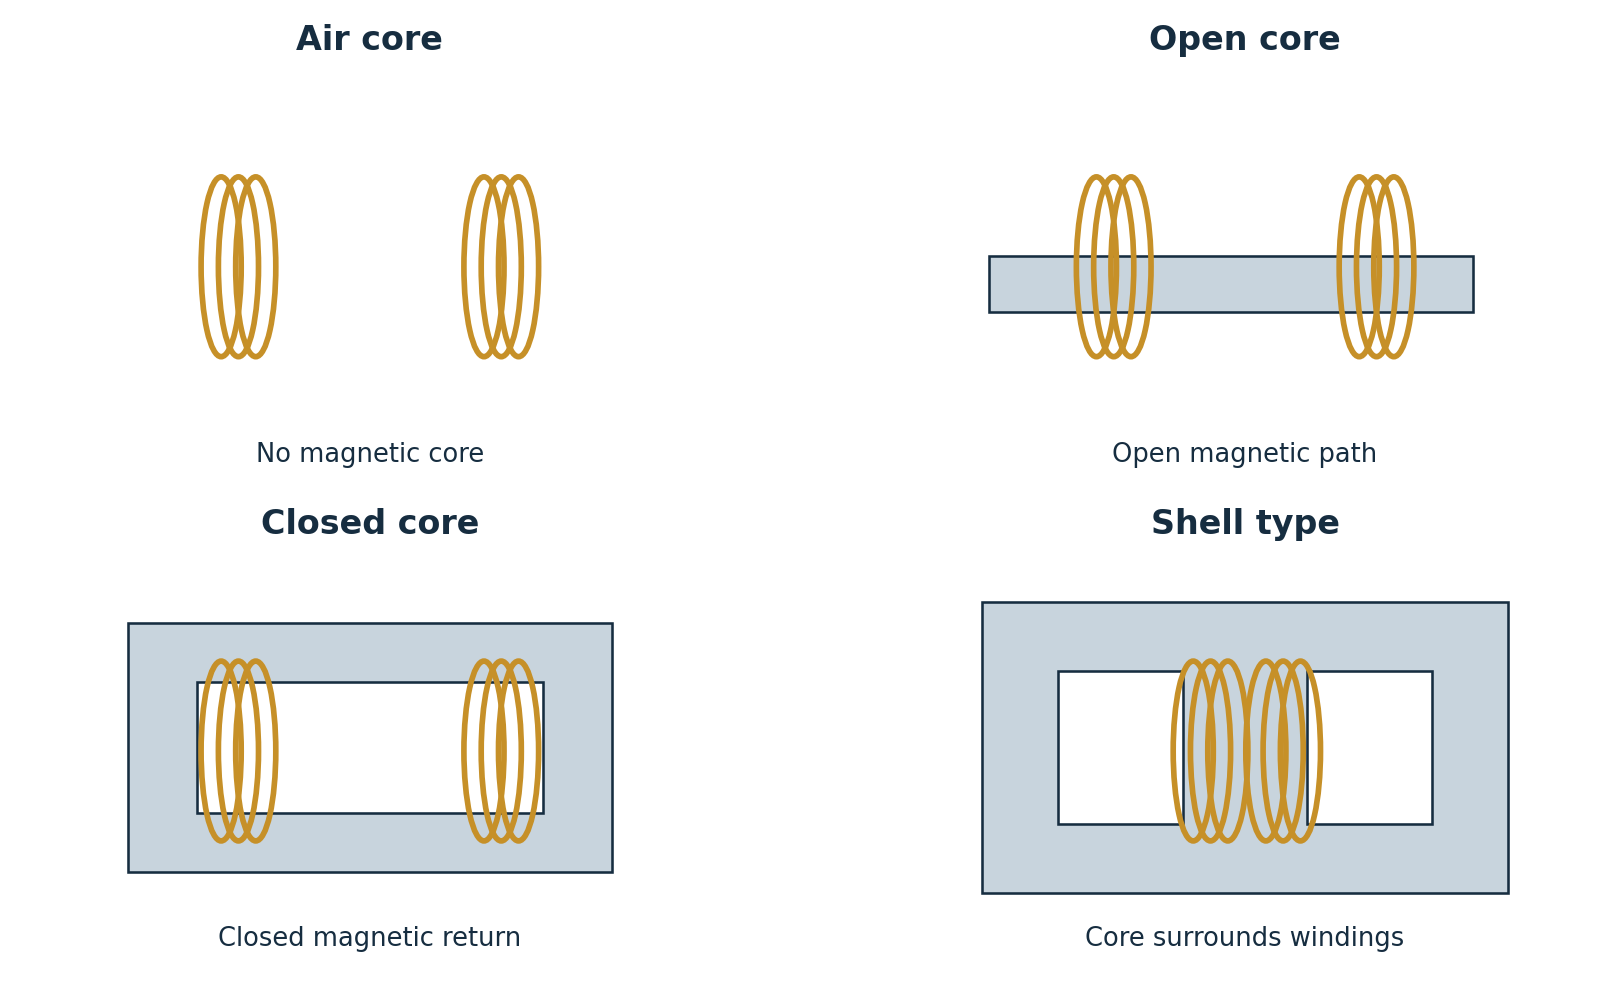 Air core
Open core
No magnetic core
Open magnetic path
Closed core
Shell type
Closed magnetic return
Core surrounds windings